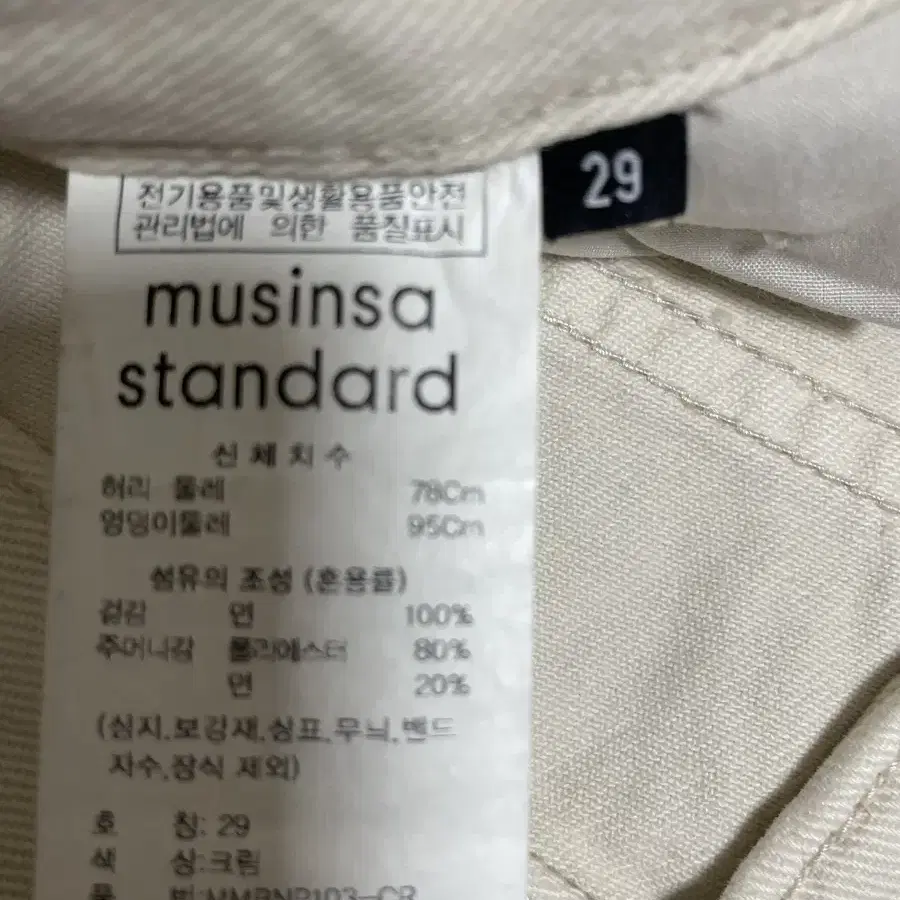 전기용품및생활용품안전
관리법에 의한 품질표시
29
musinsa
standard
신체치수
허리 둘레 78Cm
엉덩이둘레 95Cm
섬유의 조성 (혼용률)
겉감 면 100%
주머니감 폴리에스터 80%
면 20%
(심지,보강재,상표,무늬,밴드
자수,장식 제외)
호 칭: 29
색 상:크림
품